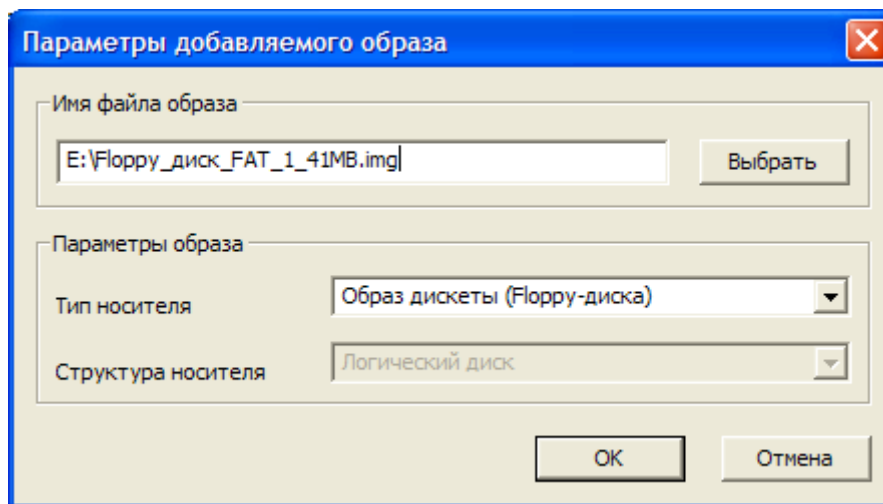 Параметры добавляемого образа
Имя файла образа
E:\Floppy_диск_FAT_1_41MB.img
Выбрать
Параметры образа
Тип носителя
Образ дискеты (Floppy-диска)
Структура носителя
Логический диск
OK
Отмена